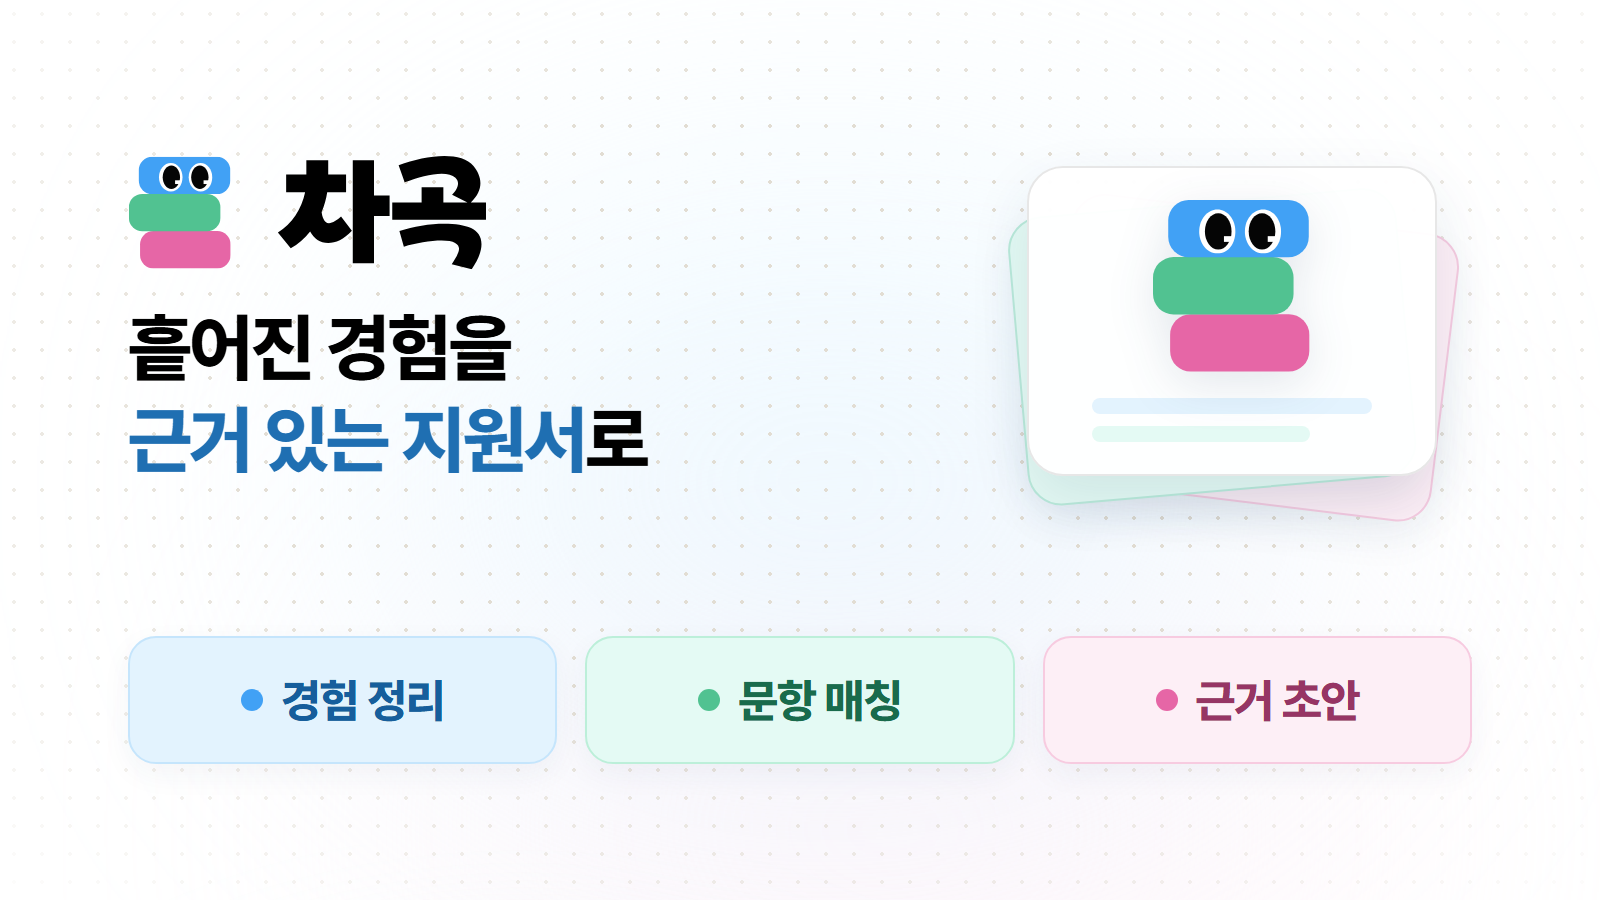 차곡
흩어진 경험을
근거 있는 지원서로
경험 정리
문항 매칭
근거 초안